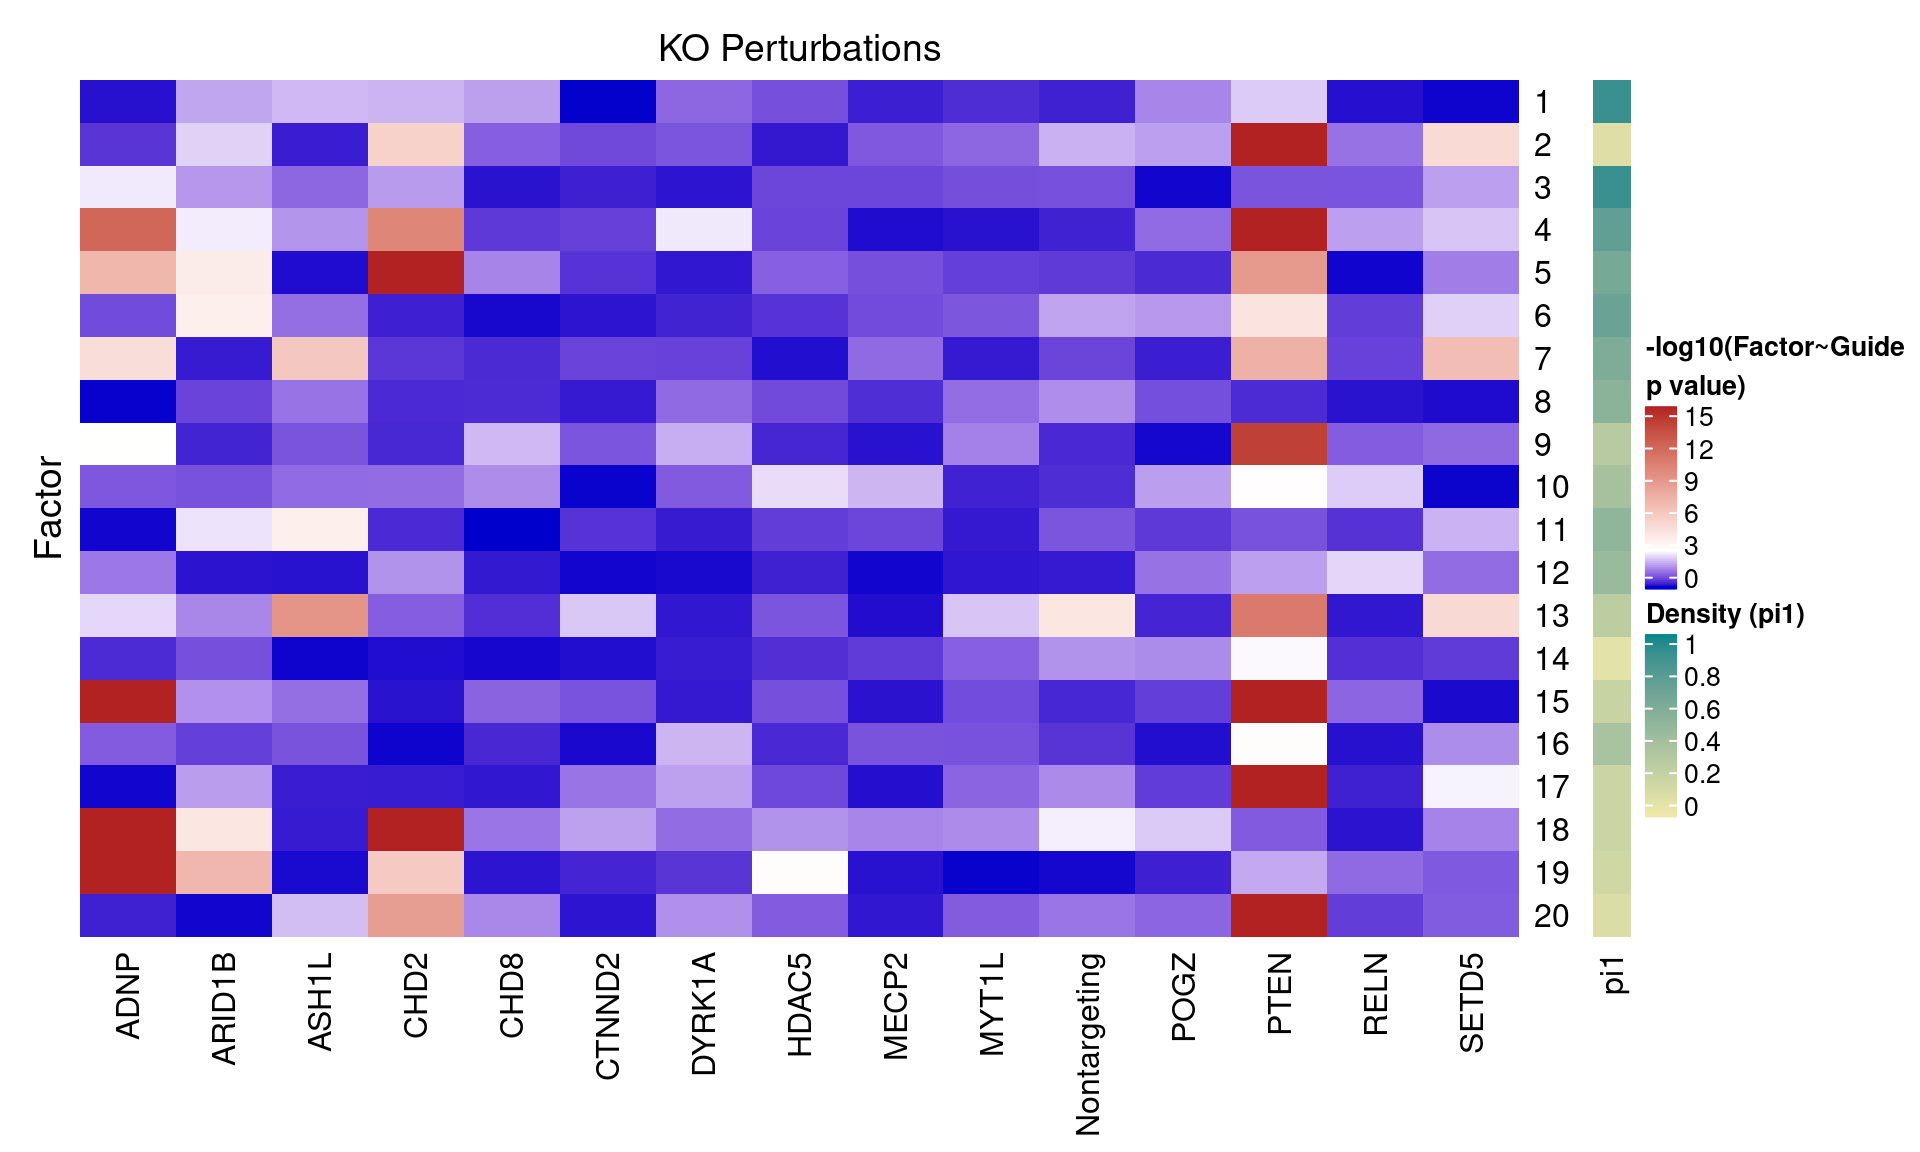 KO Perturbations
Factor
1
2
3
4
5
6
7
8
9
10
11
12
13
14
15
16
17
18
19
20
ADNP
ARID1B
ASH1L
CHD2
CHD8
CTNND2
DYRK1A
HDAC5
MECP2
MYT1L
Nontargeting
POGZ
PTEN
RELN
SETD5
pi1
-log10(Factor~Guide
p value)
15
12
9
6
3
0
Density (pi1)
1
0.8
0.6
0.4
0.2
0